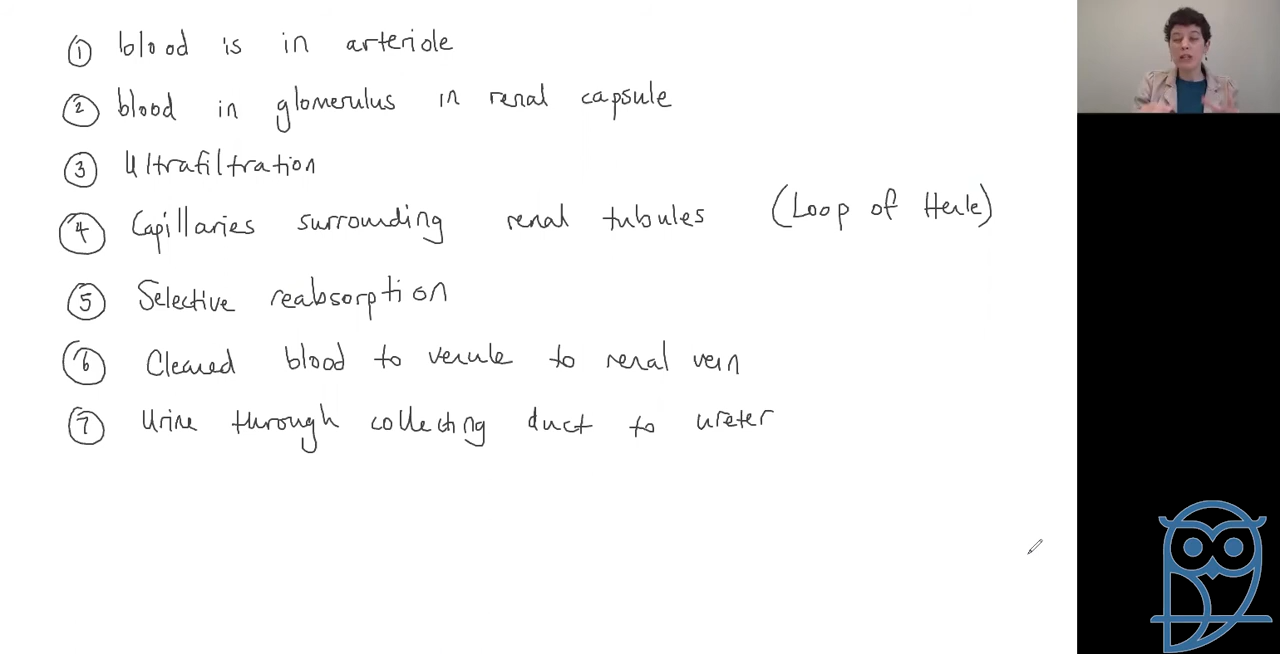 ① blood is in arteriole
② blood in glomerulus in renal capsule
③ Ultrafiltration
④ Capillaries surrounding renal tubules (Loop of Henle)
⑤ Selective reabsorption
⑥ Cleaned blood to venule to renal vein
⑦ Urine through collecting duct to ureter